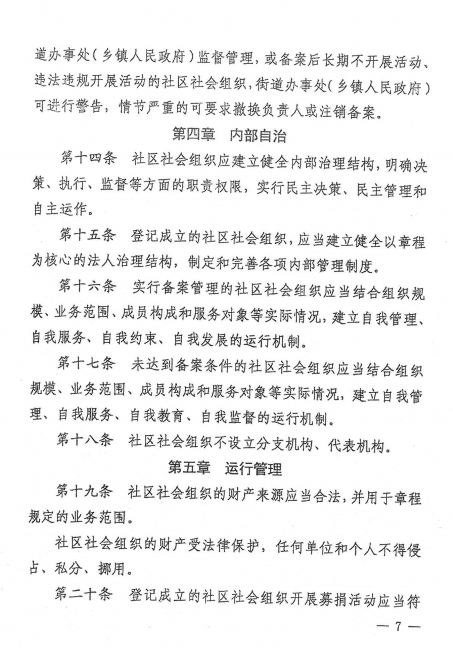 道办事处(乡镇人民政府)监督管理,或备案后长期不开展活动、
违法违规开展活动的社区社会组织,街道办事处(乡镇人民政府)
可进行警告,情节严重的可要求撤换负责人或注销备案。
第四章 内部自治
第十四条 社区社会组织应建立健全内部治理结构,明确决
策、执行、监督等方面的职责权限,实行民主决策、民主管理和
自主运作。
第十五条 登记成立的社区社会组织,应当建立健全以章程
为核心的法人治理结构,制定和完善各项内部管理制度。
第十六条 实行备案管理的社区社会组织应当结合组织规
模、业务范围、成员构成和服务对象等实际情况,建立自我管理、
自我服务、自我约束、自我发展的运行机制。
第十七条 未达到备案条件的社区社会组织应当结合组织
规模、业务范围、成员构成和服务对象等实际情况,建立自我管
理、自我服务、自我教育、自我监督的运行机制。
第十八条 社区社会组织不设立分支机构、代表机构。
第五章 运行管理
第十九条 社区社会组织的财产来源应当合法,并用于章程
规定的业务范围。
社区社会组织的财产受法律保护,任何单位和个人不得侵
占、私分、挪用。
第二十条 登记成立的社区社会组织开展募捐活动应当符
— 7 —